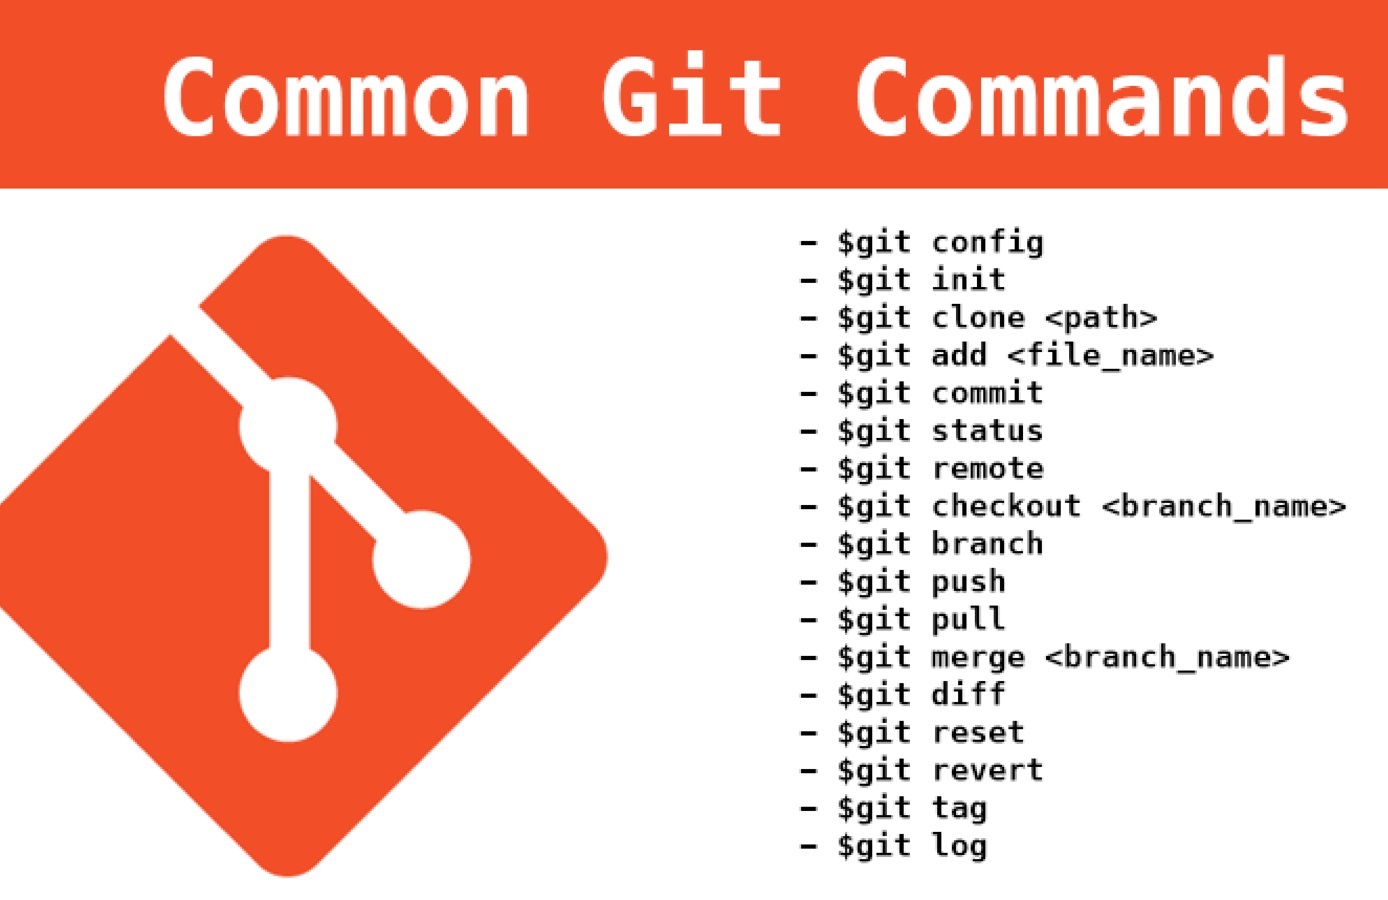 Common Git Commands
- $git config
- $git init
- $git clone <path>
- $git add <file_name>
- $git commit
- $git status
- $git remote
- $git checkout <branch_name>
- $git branch
- $git push
- $git pull
- $git merge <branch_name>
- $git diff
- $git reset
- $git revert
- $git tag
- $git log